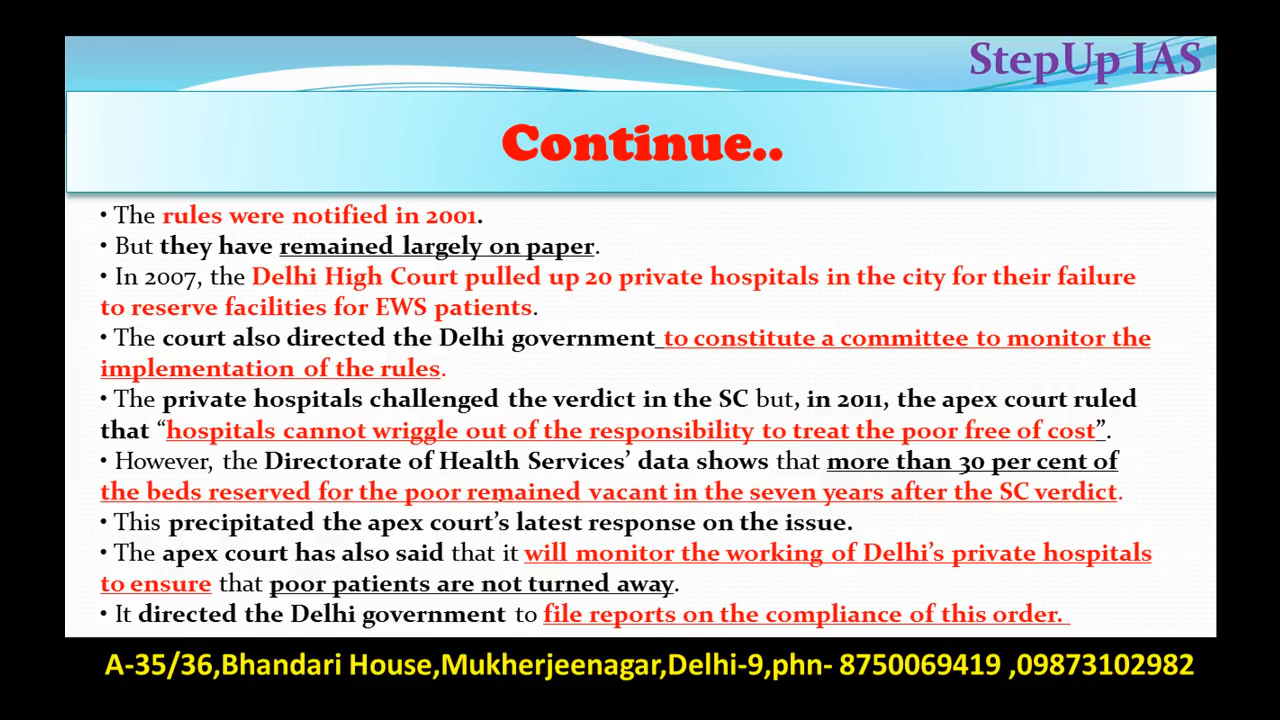 StepUp IAS
Continue..
• The rules were notified in 2001.
• But they have remained largely on paper.
• In 2007, the Delhi High Court pulled up 20 private hospitals in the city for their failure
to reserve facilities for EWS patients.
• The court also directed the Delhi government to constitute a committee to monitor the
implementation of the rules.
• The private hospitals challenged the verdict in the SC but, in 2011, the apex court ruled
that “hospitals cannot wriggle out of the responsibility to treat the poor free of cost”.
• However, the Directorate of Health Services’ data shows that more than 30 per cent of
the beds reserved for the poor remained vacant in the seven years after the SC verdict.
• This precipitated the apex court’s latest response on the issue.
• The apex court has also said that it will monitor the working of Delhi’s private hospitals
to ensure that poor patients are not turned away.
• It directed the Delhi government to file reports on the compliance of this order.
A-35/36,Bhandari House,Mukherjeenagar,Delhi-9,phn- 8750069419 ,09873102982